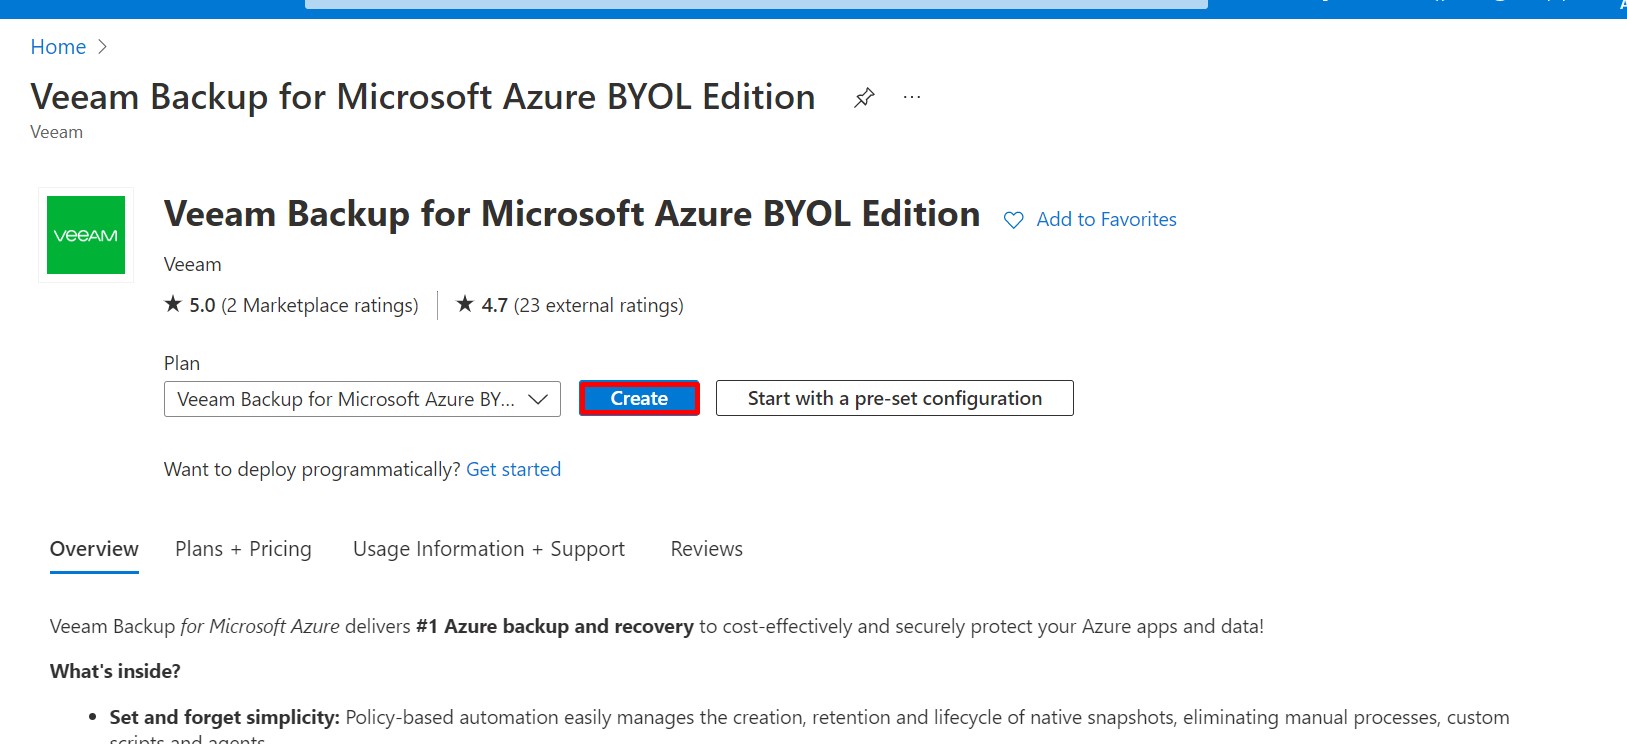 Home
Veeam Backup for Microsoft Azure BYOL Edition
Veeam
veeam
Veeam Backup for Microsoft Azure BYOL Edition
Add to Favorites
Veeam
★ 5.0 (2 Marketplace ratings) ★ 4.7 (23 external ratings)
Plan
Veeam Backup for Microsoft Azure BY... Create Start with a pre-set configuration
Want to deploy programmatically? Get started
Overview Plans + Pricing Usage Information + Support Reviews
Veeam Backup for Microsoft Azure delivers #1 Azure backup and recovery to cost-effectively and securely protect your Azure apps and data!
What's inside?
• Set and forget simplicity: Policy-based automation easily manages the creation, retention and lifecycle of native snapshots, eliminating manual processes, custom
scripts and agents